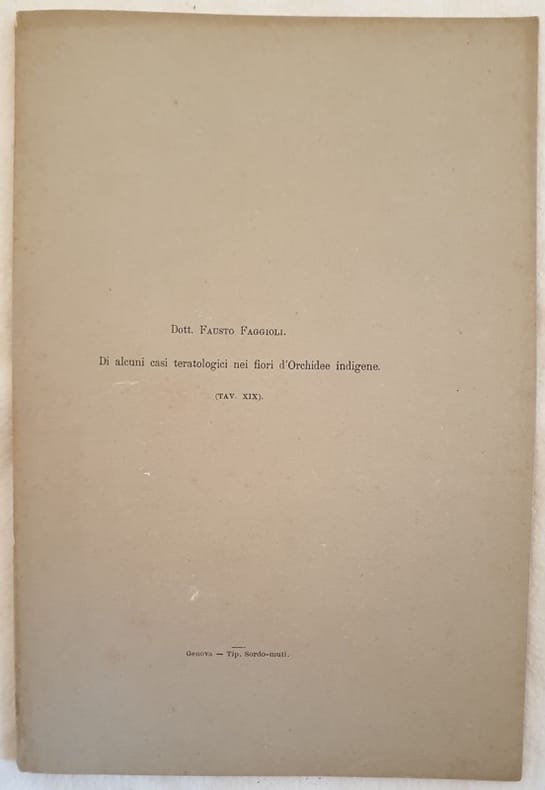 Dott. FAUSTO FAGGIOLI.
Di alcuni casi teratologici nei fiori d'Orchidee indigene.
(TAV. XIX).
Genova — Tip. Sordo-muti.